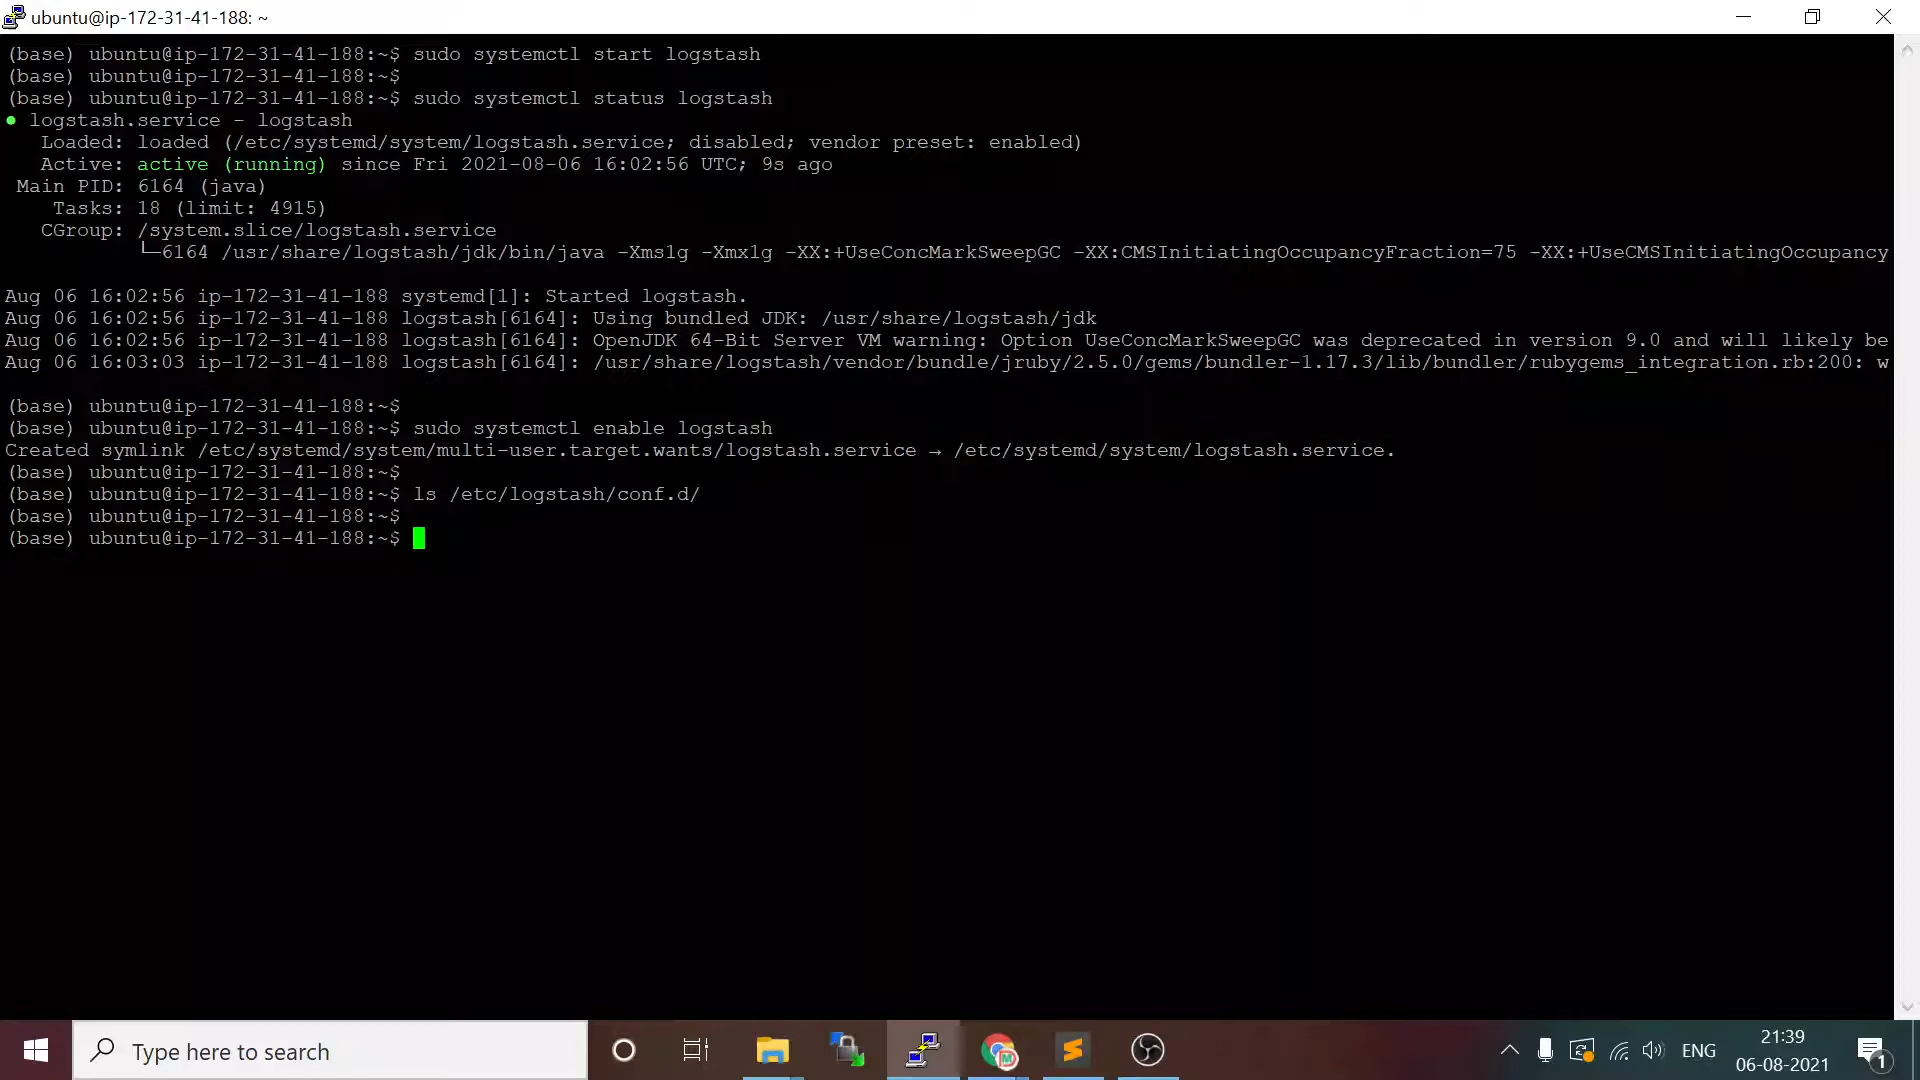 ubuntu@ip-172-31-41-188: ~
(base) ubuntu@ip-172-31-41-188:~$ sudo systemctl start logstash
(base) ubuntu@ip-172-31-41-188:~$
(base) ubuntu@ip-172-31-41-188:~$ sudo systemctl status logstash
● logstash.service - logstash
Loaded: loaded (/etc/systemd/system/logstash.service; disabled; vendor preset: enabled)
Active: active (running) since Fri 2021-08-06 16:02:56 UTC; 9s ago
Main PID: 6164 (java)
Tasks: 18 (limit: 4915)
CGroup: /system.slice/logstash.service
└─6164 /usr/share/logstash/jdk/bin/java -Xms1g -Xmx1g -XX:+UseConcMarkSweepGC -XX:CMSInitiatingOccupancyFraction=75 -XX:+UseCMSInitiatingOccupancy
Aug 06 16:02:56 ip-172-31-41-188 systemd[1]: Started logstash.
Aug 06 16:02:56 ip-172-31-41-188 logstash[6164]: Using bundled JDK: /usr/share/logstash/jdk
Aug 06 16:02:56 ip-172-31-41-188 logstash[6164]: OpenJDK 64-Bit Server VM warning: Option UseConcMarkSweepGC was deprecated in version 9.0 and will likely be
Aug 06 16:03:03 ip-172-31-41-188 logstash[6164]: /usr/share/logstash/vendor/bundle/jruby/2.5.0/gems/bundler-1.17.3/lib/bundler/rubygems_integration.rb:200: w
(base) ubuntu@ip-172-31-41-188:~$
(base) ubuntu@ip-172-31-41-188:~$ sudo systemctl enable logstash
Created symlink /etc/systemd/system/multi-user.target.wants/logstash.service → /etc/systemd/system/logstash.service.
(base) ubuntu@ip-172-31-41-188:~$
(base) ubuntu@ip-172-31-41-188:~$ ls /etc/logstash/conf.d/
(base) ubuntu@ip-172-31-41-188:~$
(base) ubuntu@ip-172-31-41-188:~$
Type here to search
ENG
21:39
06-08-2021
1